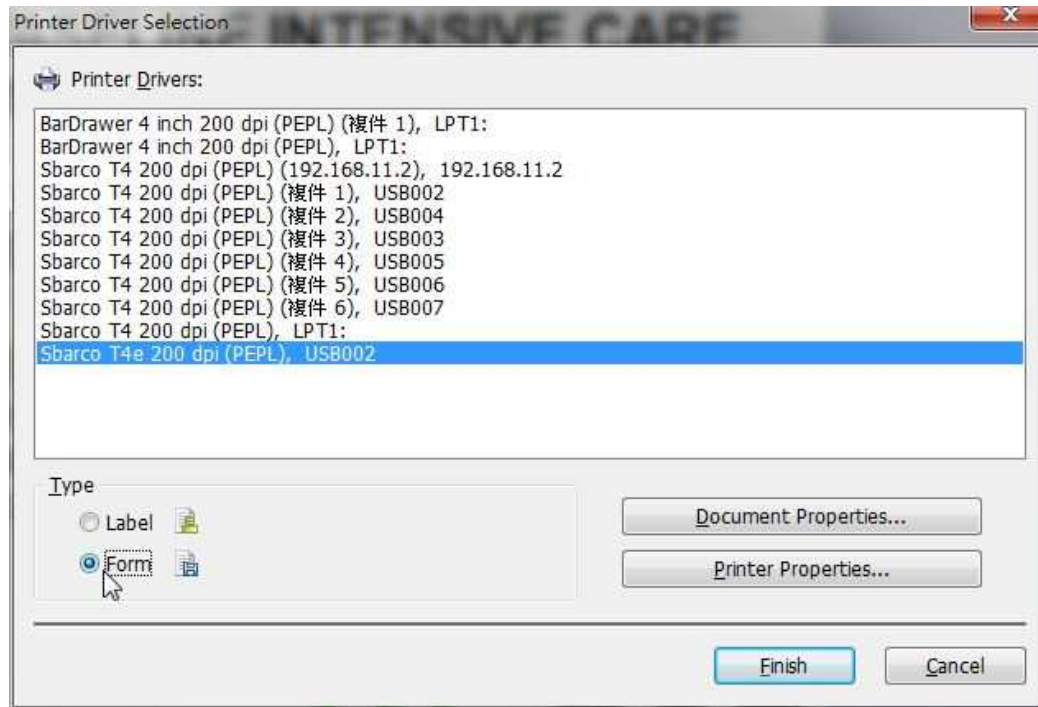 Printer Driver Selection
INTENSIVE CARE
Printer Drivers:
BarDrawer 4 inch 200 dpi (PEPL) (複件 1), LPT1:
BarDrawer 4 inch 200 dpi (PEPL), LPT1:
Sbarco T4 200 dpi (PEPL) (192.168.11.2), 192.168.11.2
Sbarco T4 200 dpi (PEPL) (複件 1), USB002
Sbarco T4 200 dpi (PEPL) (複件 2), USB004
Sbarco T4 200 dpi (PEPL) (複件 3), USB003
Sbarco T4 200 dpi (PEPL) (複件 4), USB005
Sbarco T4 200 dpi (PEPL) (複件 5), USB006
Sbarco T4 200 dpi (PEPL) (複件 6), USB007
Sbarco T4 200 dpi (PEPL), LPT1:
Sbarco T4e 200 dpi (PEPL), USB002
Type
Label
Form
Document Properties...
Printer Properties...
Finish
Cancel